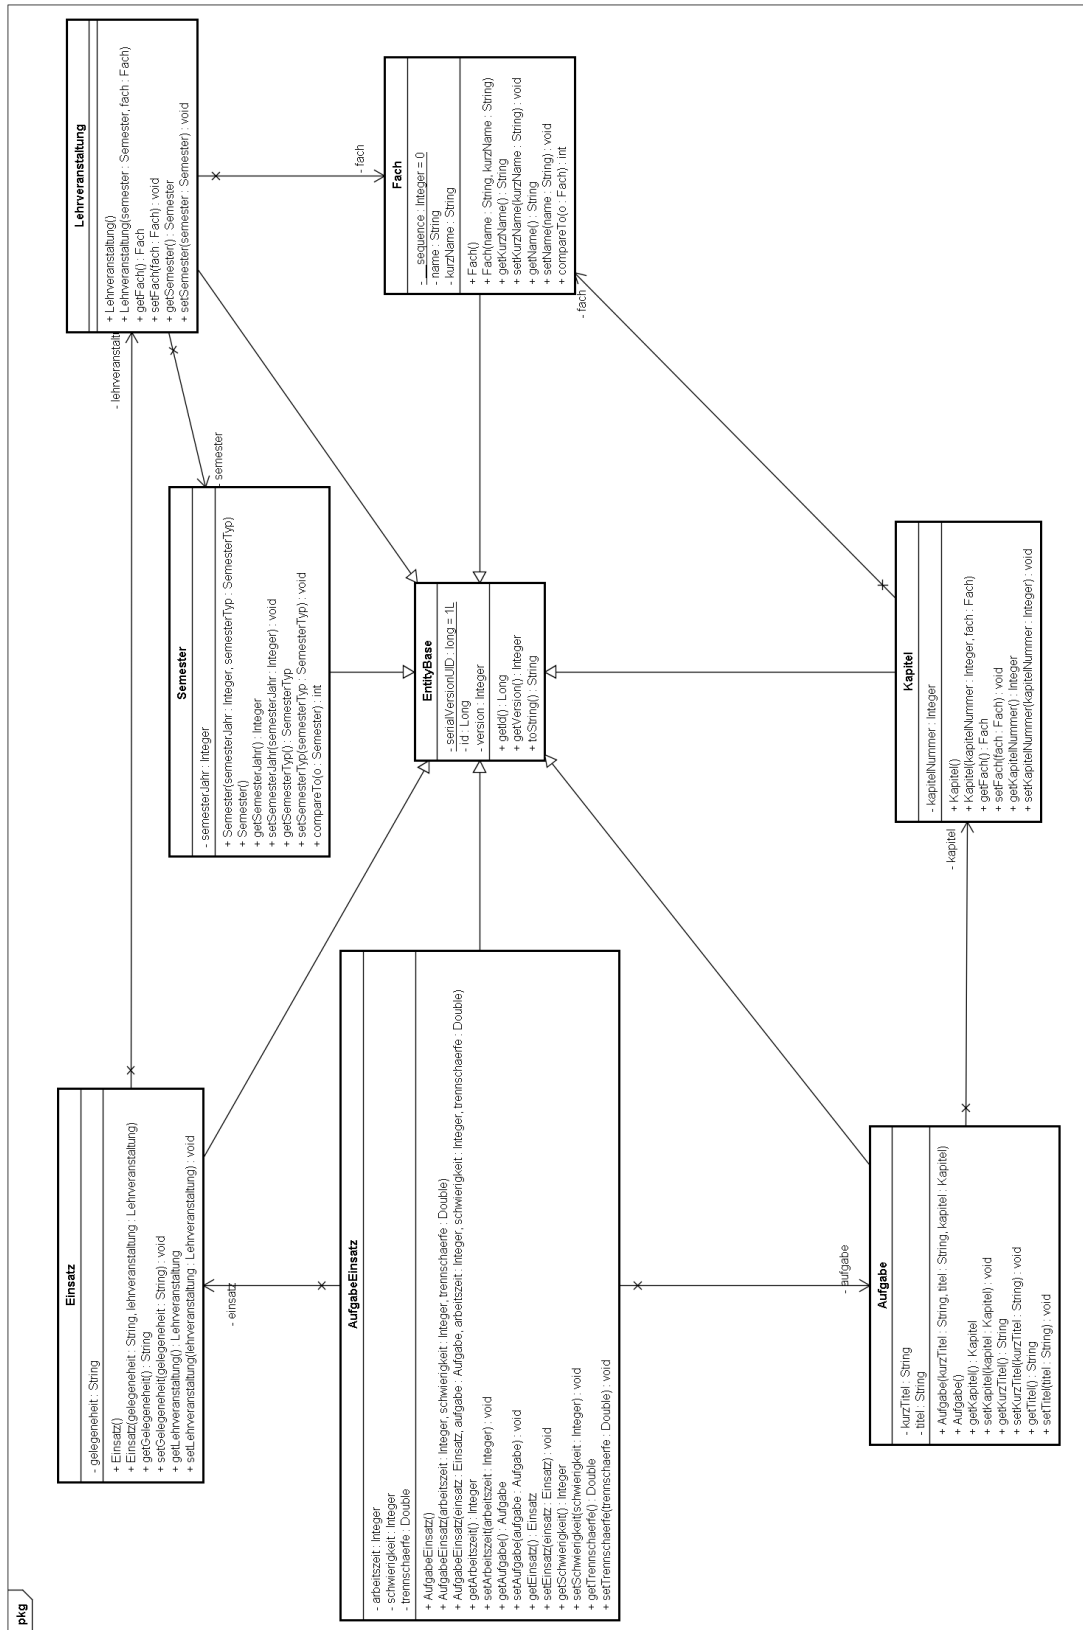 pkg
Einsatz
- gelegeneheit : String
+ Einsatz()
+ Einsatz(gelegeneheit : String, lehrveranstaltung : Lehrveranstaltung)
+ getGelegeneheit() : String
+ setGelegeneheit(gelegeneheit : String) : void
+ getLehrveranstaltung() : Lehrveranstaltung
+ setLehrveranstaltung(lehrveranstaltung : Lehrveranstaltung) : void
- lehrveranstaltu
Lehrveranstaltung
+ Lehrveranstaltung()
+ Lehrveranstaltung(semester : Semester, fach : Fach)
+ getFach() : Fach
+ setFach(fach : Fach) : void
+ getSemester() : Semester
+ setSemester(semester : Semester) : void
Semester
- semesterJahr : Integer
+ Semester(semesterJahr : Integer, semesterTyp : SemesterTyp)
+ Semester()
+ getSemesterJahr() : Integer
+ setSemesterJahr(semesterJahr : Integer) : void
+ getSemesterTyp() : SemesterTyp
+ setSemesterTyp(semesterTyp : SemesterTyp) : void
+ compareTo(o : Semester) : int
- semester
- einsatz
- fach
AufgabeEinsatz
- arbeitszeit : Integer
- schwierigkeit : Integer
- trennschaerfe : Double
+ AufgabeEinsatz()
+ AufgabeEinsatz(arbeitszeit : Integer, schwierigkeit : Integer, trennschaerfe : Double)
+ AufgabeEinsatz(einsatz : Einsatz, aufgabe : Aufgabe, arbeitszeit : Integer, schwierigkeit : Integer, trennschaerfe : Double)
+ getArbeitszeit() : Integer
+ setArbeitszeit(arbeitszeit : Integer) : void
+ getAufgabe() : Aufgabe
+ setAufgabe(aufgabe : Aufgabe) : void
+ getEinsatz() : Einsatz
+ setEinsatz(einsatz : Einsatz) : void
+ getSchwierigkeit() : Integer
+ setSchwierigkeit(schwierigkeit : Integer) : void
+ getTrennschaerfe() : Double
+ setTrennschaerfe(trennschaerfe : Double) : void
EntityBase
- serialVersionUID : long = 1L
- id : Long
- version : Integer
+ getId() : Long
+ getVersion() : Integer
+ toString() : String
Fach
- __sequence : Integer = 0
- name : String
- kurzName : String
+ Fach()
+ Fach(name : String, kurzName : String)
+ getKurzName() : String
+ setKurzName(kurzName : String) : void
+ getName() : String
+ setName(name : String) : void
+ compareTo(o : Fach) : int
- fach
- aufgabe
Aufgabe
- kurzTitel : String
- titel : String
+ Aufgabe(kurzTitel : String, titel : String, kapitel : Kapitel)
+ Aufgabe()
+ getKapitel() : Kapitel
+ setKapitel(kapitel : Kapitel) : void
+ getKurzTitel() : String
+ setKurzTitel(kurzTitel : String) : void
+ getTitel() : String
+ setTitel(titel : String) : void
- kapitel
Kapitel
- kapitelNummer : Integer
+ Kapitel()
+ Kapitel(kapitelNummer : Integer, fach : Fach)
+ getFach() : Fach
+ setFach(fach : Fach) : void
+ getKapitelNummer() : Integer
+ setKapitelNummer(kapitelNummer : Integer) : void